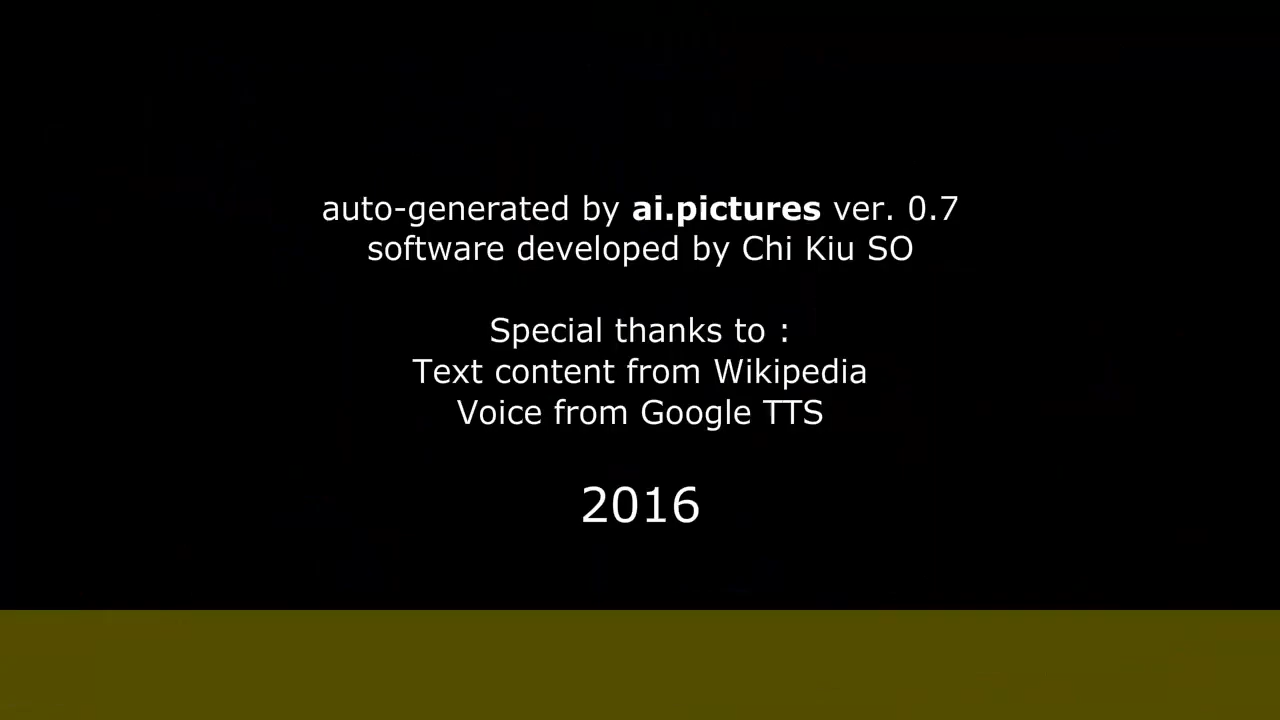 auto-generated by ai.pictures ver. 0.7
software developed by Chi Kiu SO
Special thanks to :
Text content from Wikipedia
Voice from Google TTS
2016